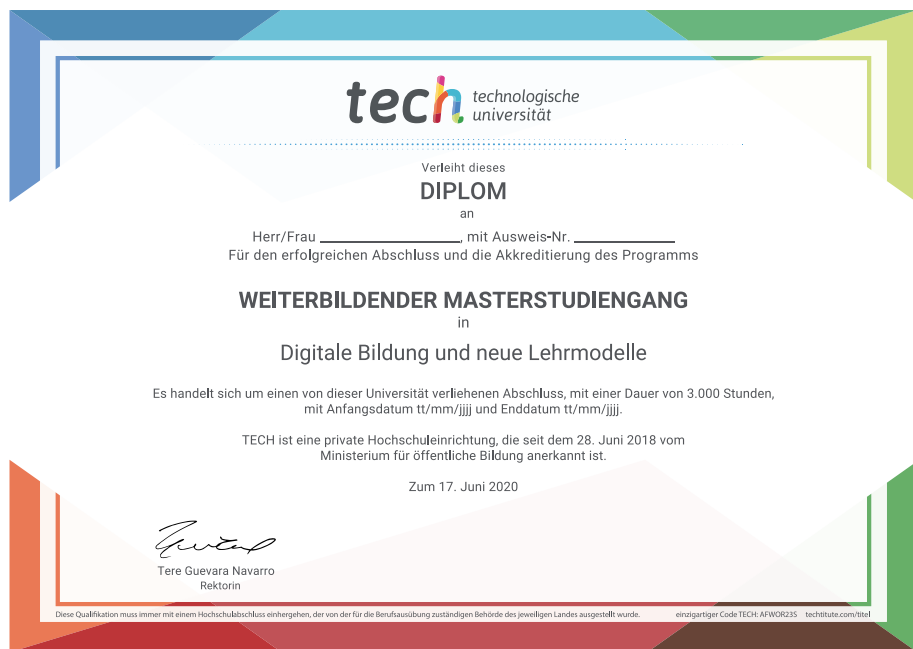 tech technologische
universität
Verleiht dieses
DIPLOM
an
Herr/Frau ____________________, mit Ausweis-Nr. ______________
Für den erfolgreichen Abschluss und die Akkreditierung des Programms
WEITERBILDENDER MASTERSTUDIENGANG
in
Digitale Bildung und neue Lehrmodelle
Es handelt sich um einen von dieser Universität verliehenen Abschluss, mit einer Dauer von 3.000 Stunden,
mit Anfangsdatum tt/mm/jjjj und Enddatum tt/mm/jjjj.
TECH ist eine private Hochschuleinrichtung, die seit dem 28. Juni 2018 vom
Ministerium für öffentliche Bildung anerkannt ist.
Zum 17. Juni 2020
Tere Guevara Navarro
Rektorin
Diese Qualifikation muss immer mit einem Hochschulabschluss einhergehen, der von der für die Berufsausübung zuständigen Behörde des jeweiligen Landes ausgestellt wurde. einzigartiger Code TECH: AFWOR23S techtitute.com/titel